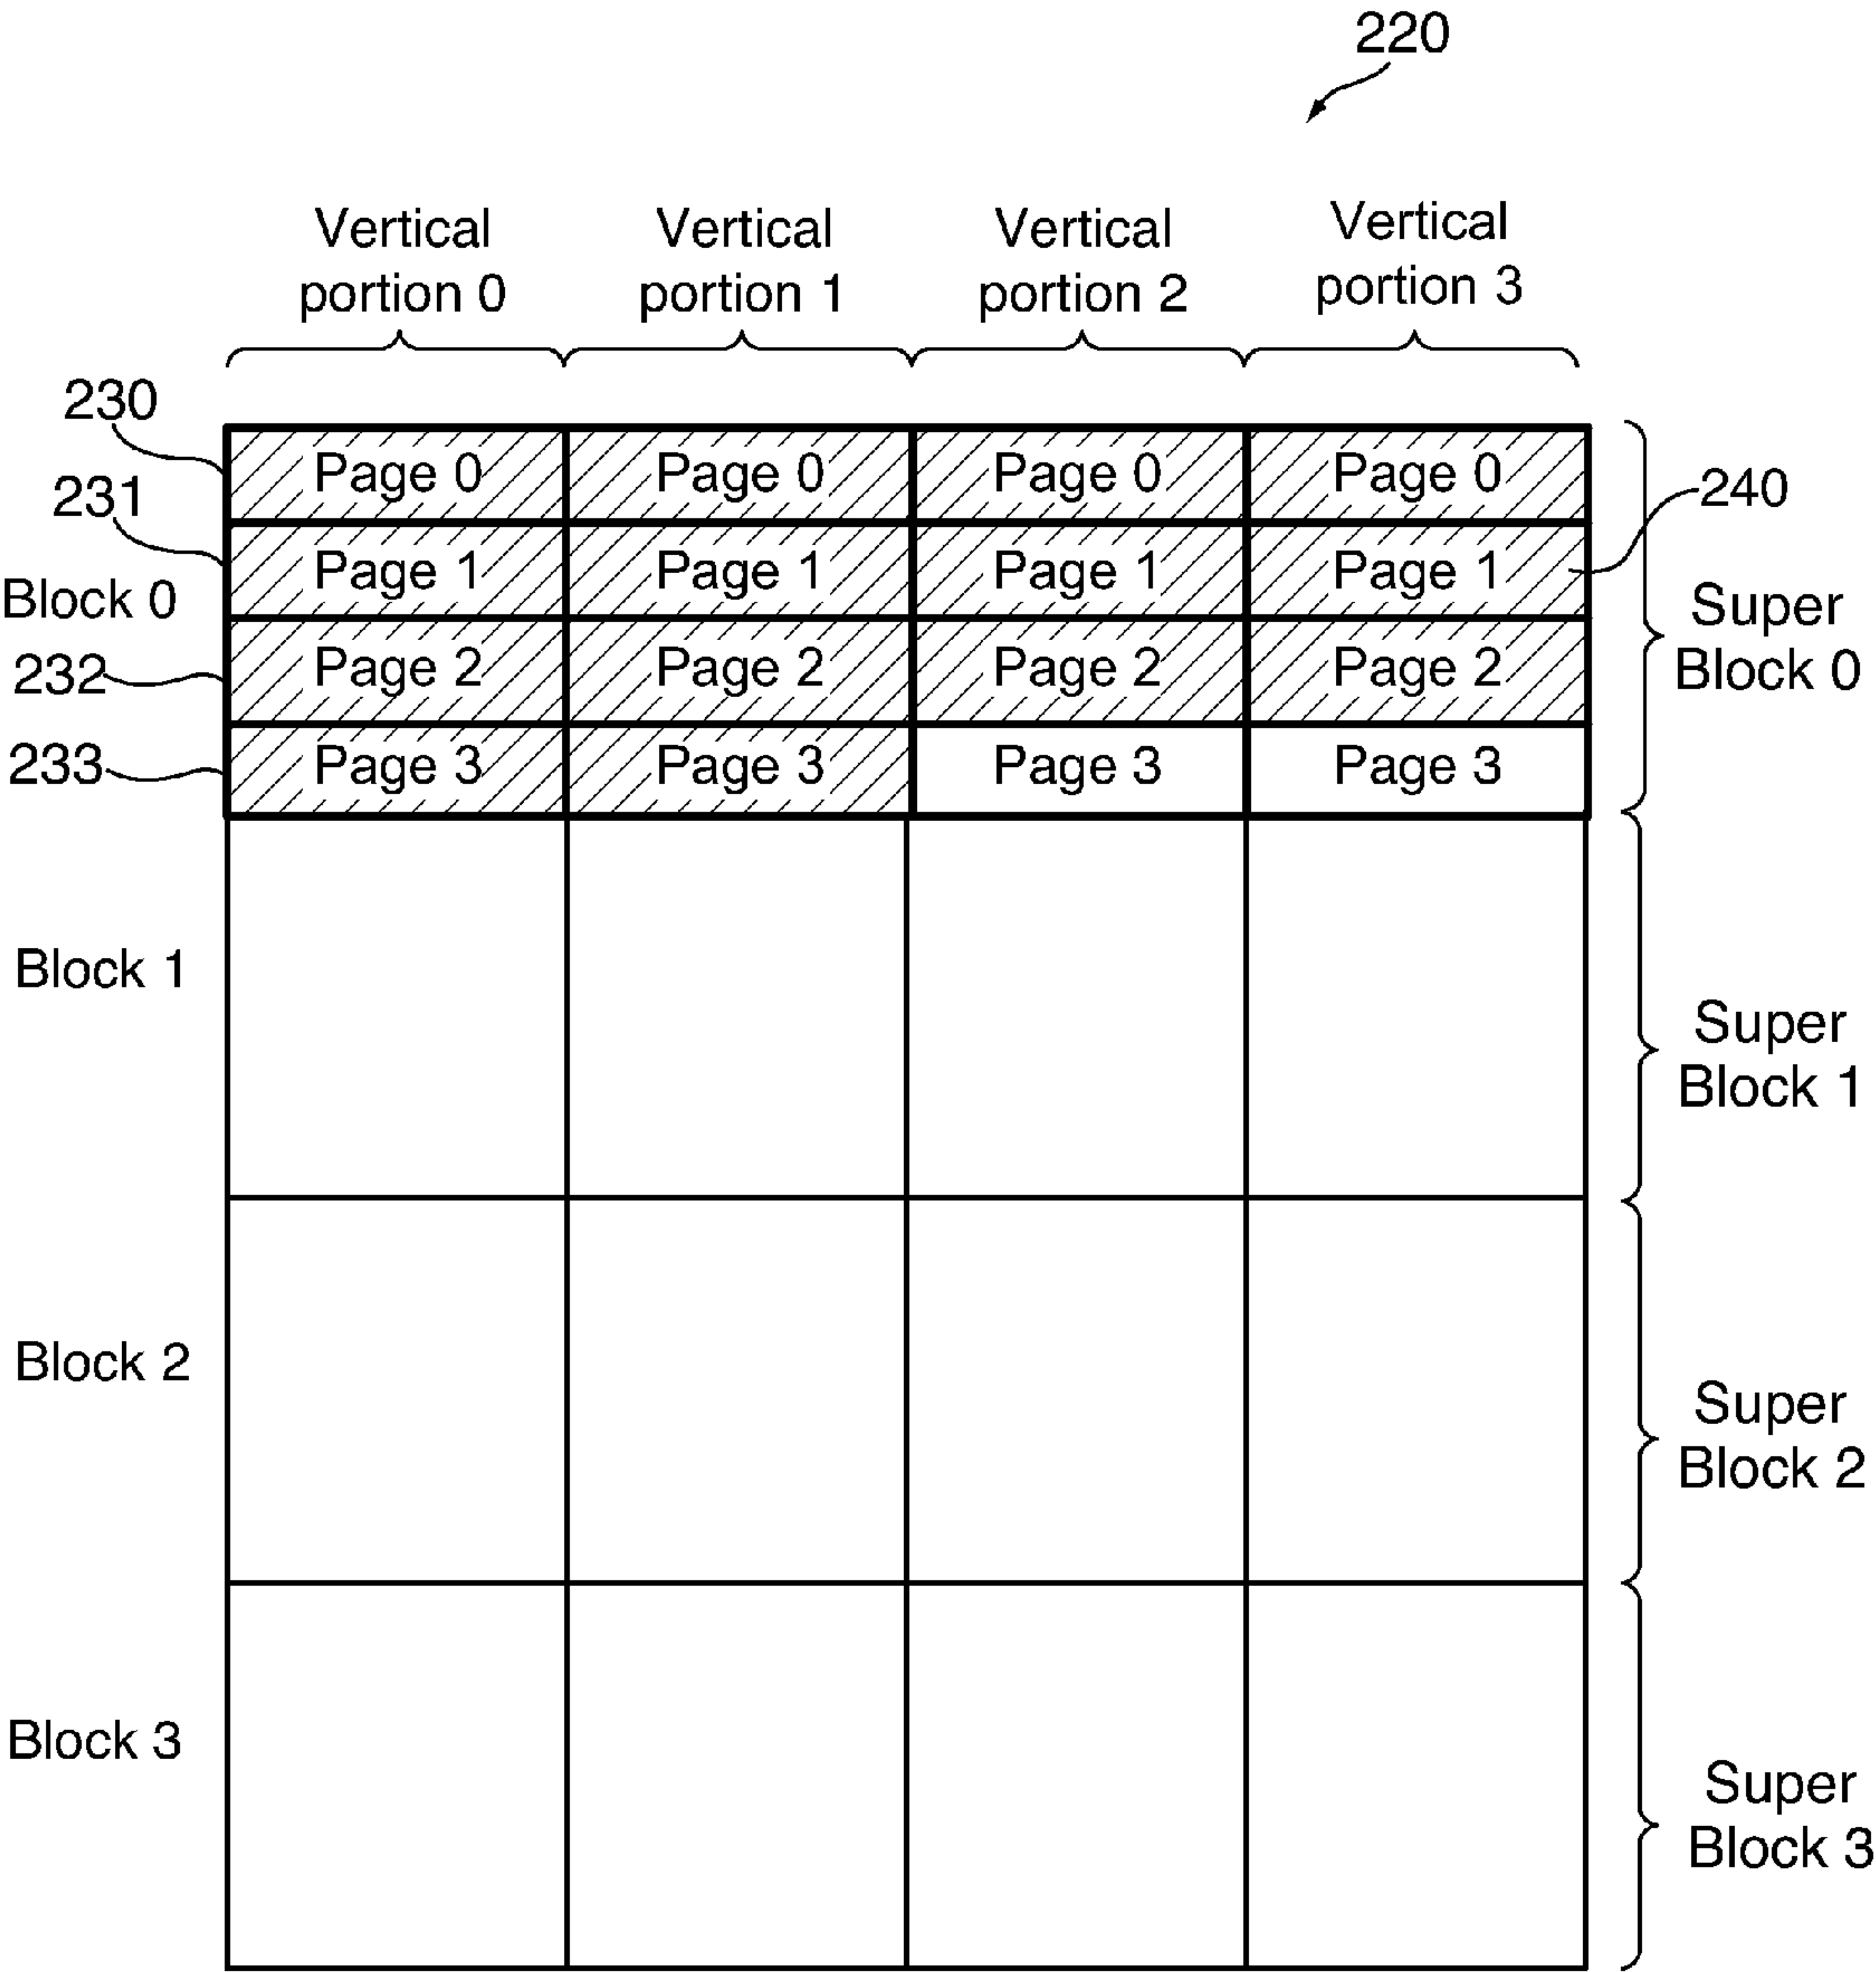 220
Vertical portion 0
Vertical portion 1
Vertical portion 2
Vertical portion 3
230
Page 0 Page 0 Page 0 Page 0
231
240
Page 1 Page 1 Page 1 Page 1
Block 0
Super
Block 0
232
Page 2 Page 2 Page 2 Page 2
233
Page 3 Page 3 Page 3 Page 3
Block 1
Super
Block 1
Block 2
Super
Block 2
Block 3
Super
Block 3